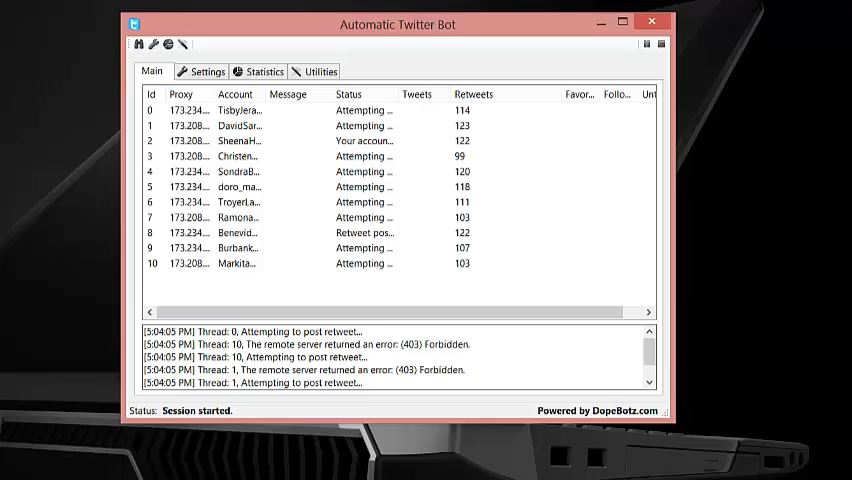 Automatic Twitter Bot
Main Settings Statistics Utilities
Id Proxy Account Message Status Tweets Retweets Favor... Follo... Unf
0 173.234... TisbyJera... Attempting ... 114
1 173.208... DavidSar... Attempting ... 123
2 173.208... SheenaH... Your accoun... 122
3 173.208... Christen... Attempting ... 99
4 173.234... SondraB... Attempting ... 120
5 173.234... doro_ma... Attempting ... 118
6 173.234... TroyerLa... Attempting ... 111
7 173.208... Ramona... Attempting ... 103
8 173.234... Benevid... Retweet pos... 122
9 173.234... Burbank... Attempting ... 107
10 173.208... Markita... Attempting ... 103
[5:04:05 PM] Thread: 0, Attempting to post retweet...
[5:04:05 PM] Thread: 10, The remote server returned an error: (403) Forbidden.
[5:04:05 PM] Thread: 10, Attempting to post retweet...
[5:04:05 PM] Thread: 1, The remote server returned an error: (403) Forbidden.
[5:04:05 PM] Thread: 1, Attempting to post retweet...
Status: Session started. Powered by DopeBotz.com